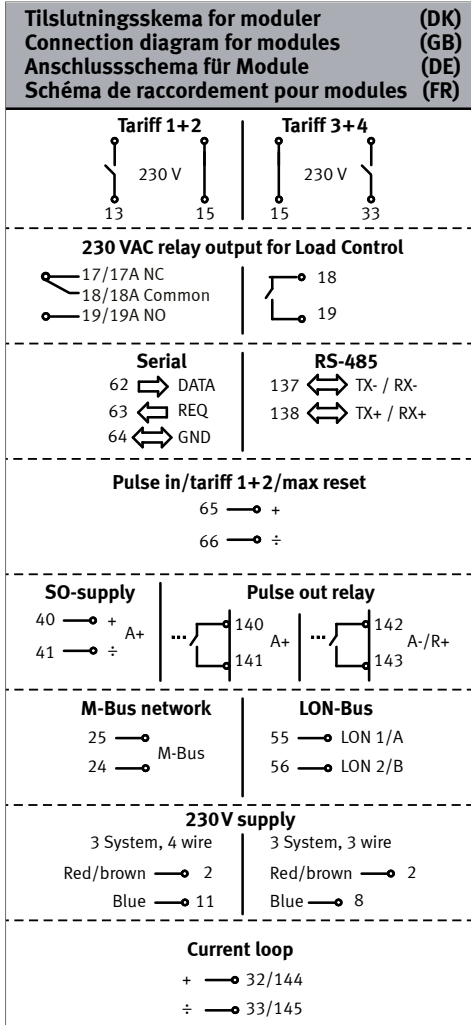 Tilslutningsskema for moduler (DK)
Connection diagram for modules (GB)
Anschlussschema für Module (DE)
Schéma de raccordement pour modules (FR)
Tariff 1+2
230 V
13 15
Tariff 3+4
230 V
15 33
230 VAC relay output for Load Control
17/17A NC
18/18A Common
19/19A NO
18
19
Serial
62 DATA
63 REQ
64 GND
RS-485
137 TX- / RX-
138 TX+ / RX+
Pulse in/tariff 1+2/max reset
65 +
66 ÷
SO-supply
40 +
A+
41 ÷
Pulse out relay
140
A+
141
142
A-/R+
143
M-Bus network
25
M-Bus
24
LON-Bus
55 LON 1/A
56 LON 2/B
230V supply
3 System, 4 wire
Red/brown 2
Blue 11
3 System, 3 wire
Red/brown 2
Blue 8
Current loop
+ 32/144
÷ 33/145